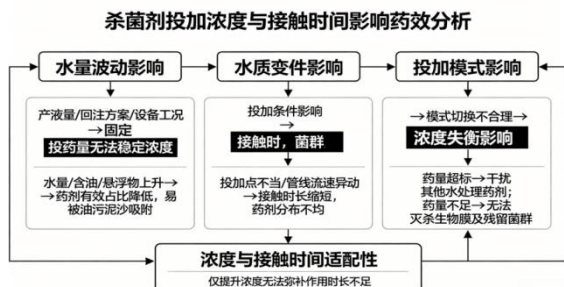 杀菌剂投加浓度与接触时间影响药效分析
水量波动影响
水质变件影响
投加模式影响
产液量/回注方案/设备工况
→固定
投药量无法稳定浓度
水量/含油/悬浮物上升→
→药剂有效占比降低，易
被油污泥沙吸附
投加条件影响
→
接触时，菌群
投加点不当/管线流速异动
→接触时长缩短，
药剂分布不均
→模式切换不合理→
浓度失衡影响
药量超标→干扰
其他水处理药剂；
药量不足→无法
灭杀生物膜及残留菌群
浓度与接触时间适配性
仅提升浓度无法弥补作用时长不足